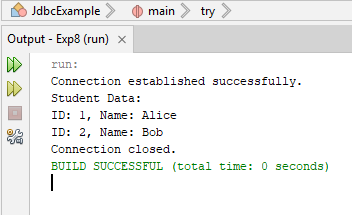 JdbcExample main try
Output - Exp8 (run) ×
run:
Connection established successfully.
Student Data:
ID: 1, Name: Alice
ID: 2, Name: Bob
Connection closed.
BUILD SUCCESSFUL (total time: 0 seconds)